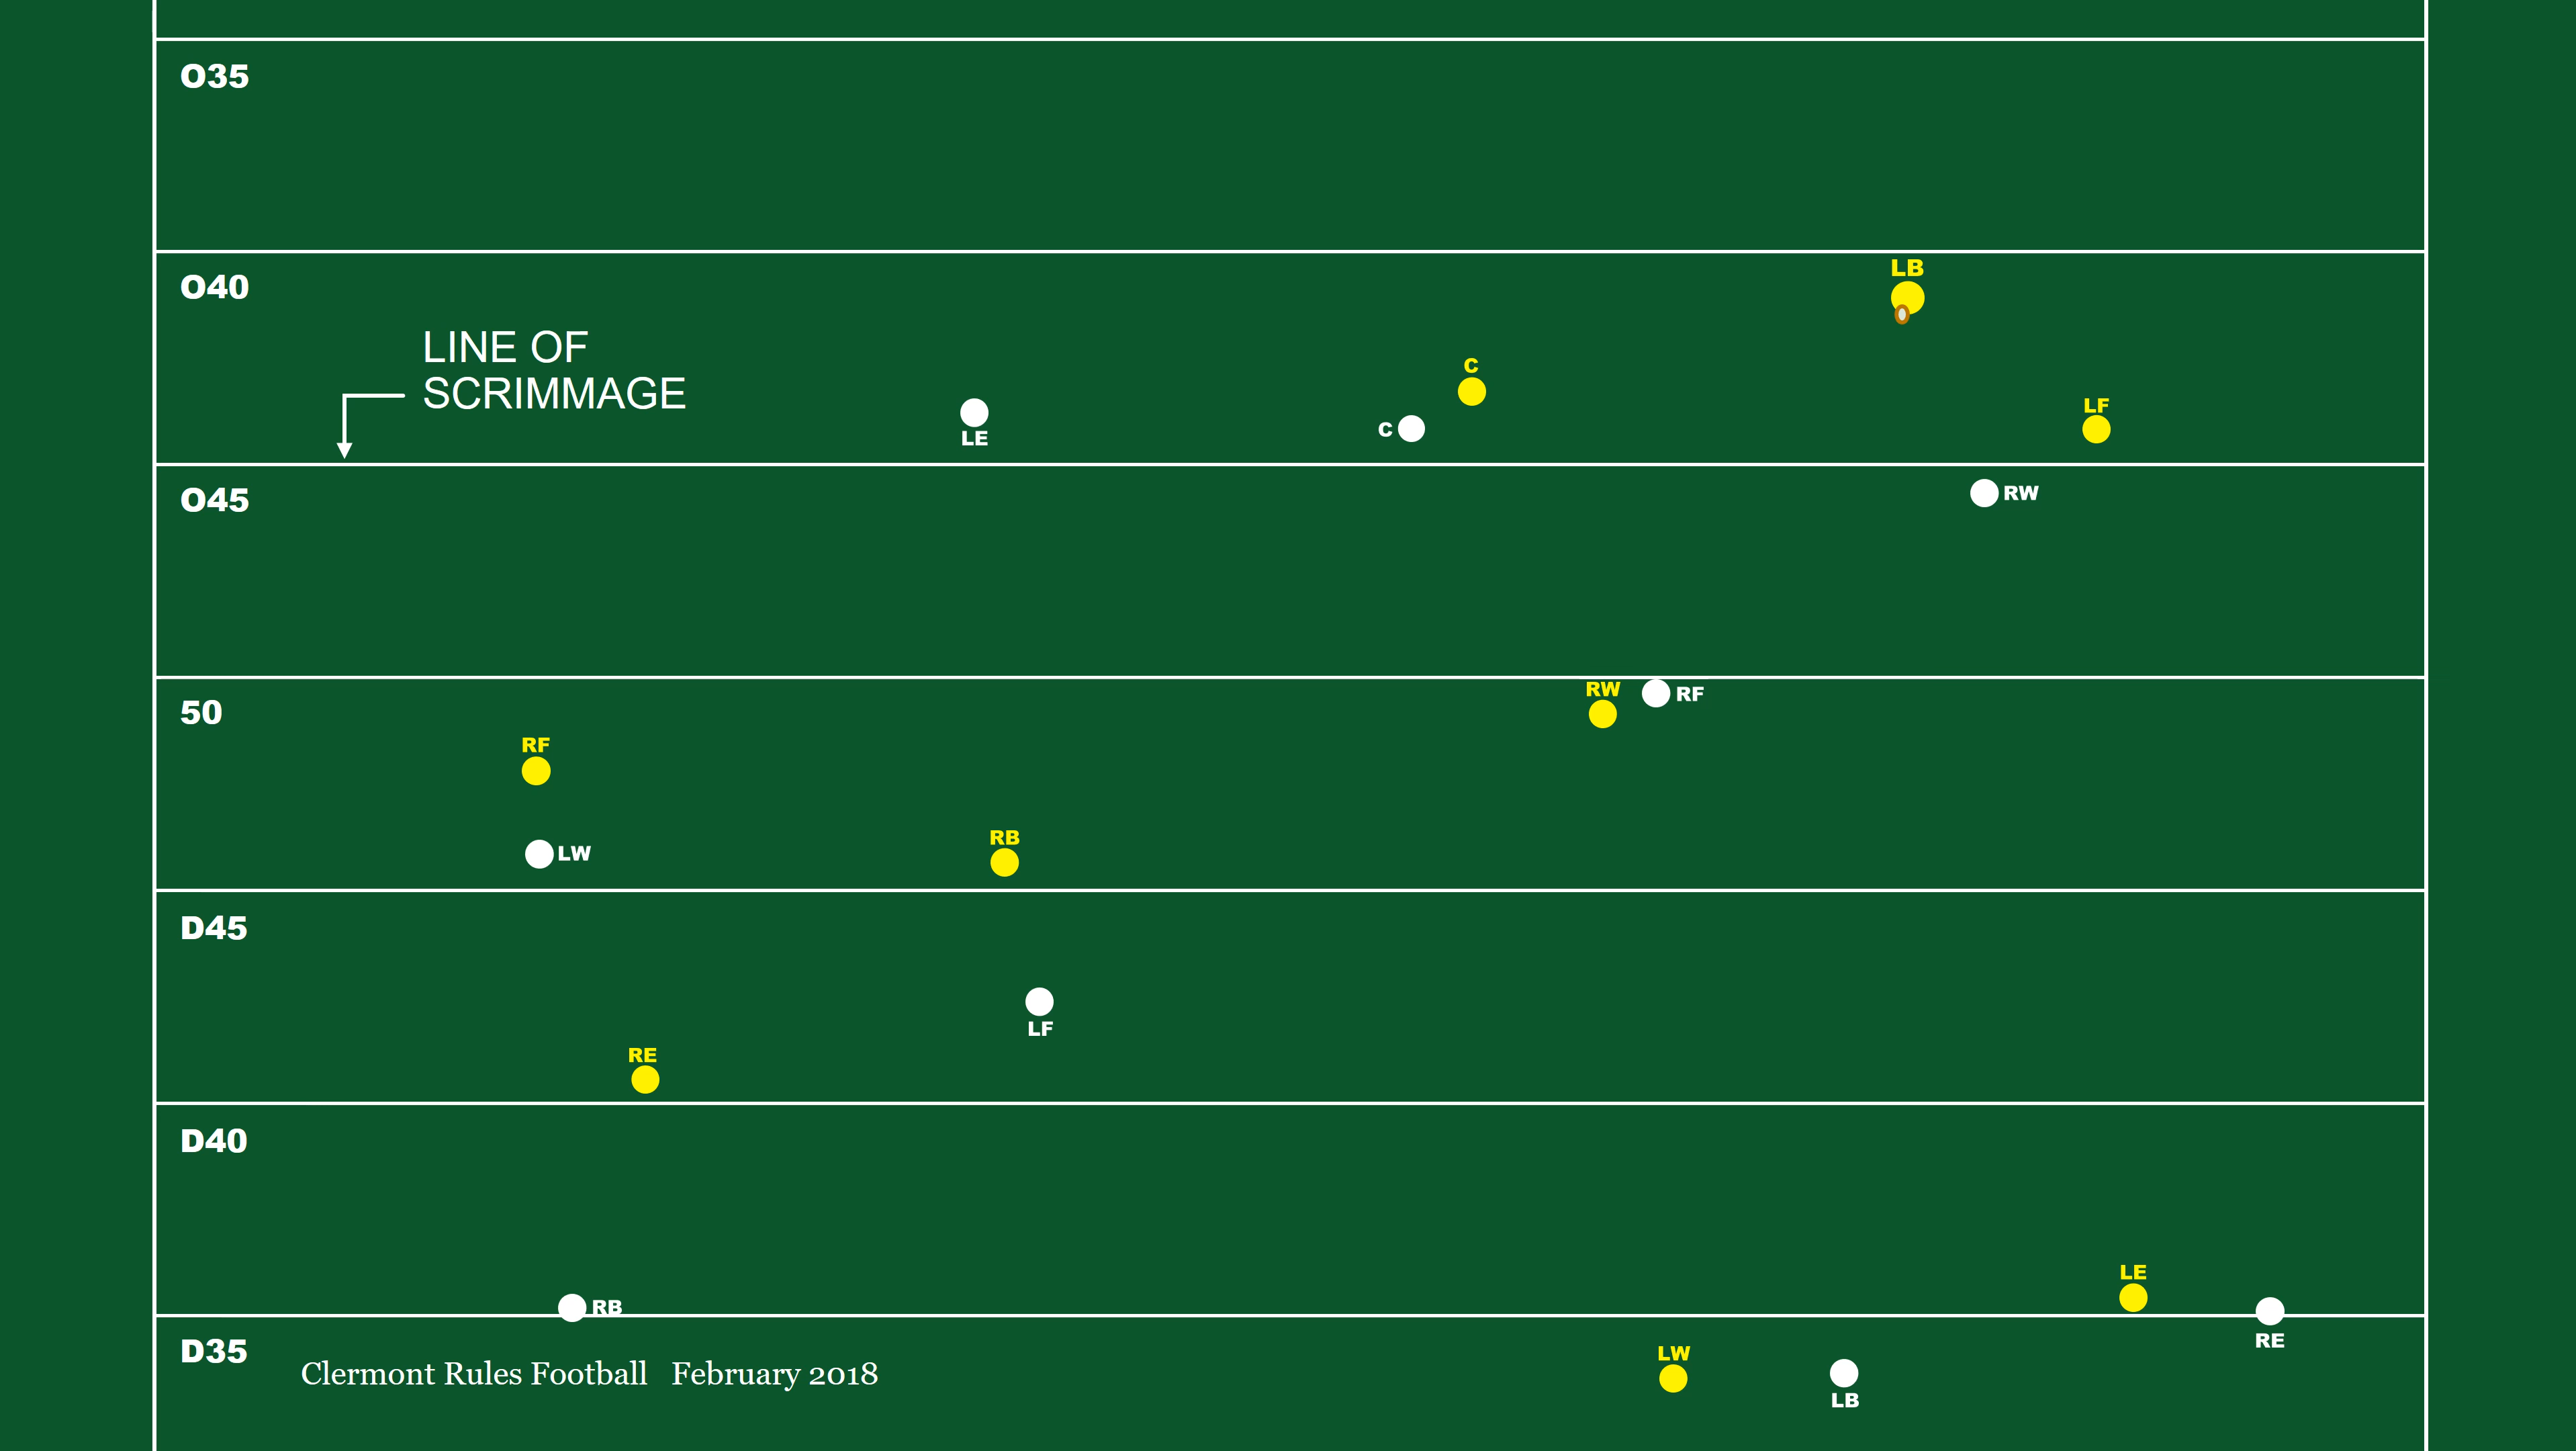 O35
O40
LB
LINE OF
SCRIMMAGE
C
LF
LE
C
O45
RW
50
RW
RF
RF
RB
LW
D45
LF
RE
D40
LE
RB
RE
D35
LW
Clermont Rules Football   February 2018
LB